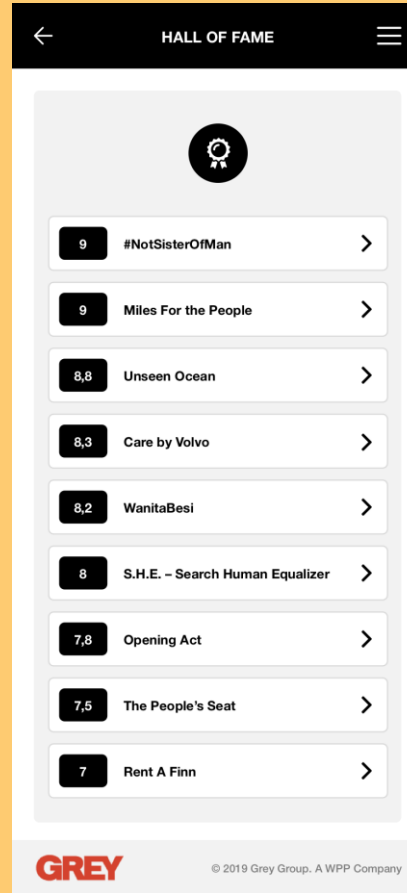 HALL OF FAME
9 #NotSisterOfMan
9 Miles For the People
8,8 Unseen Ocean
8,3 Care by Volvo
8,2 WanitaBesi
8 S.H.E. – Search Human Equalizer
7,8 Opening Act
7,5 The People’s Seat
7 Rent A Finn
GREY © 2019 Grey Group. A WPP Company